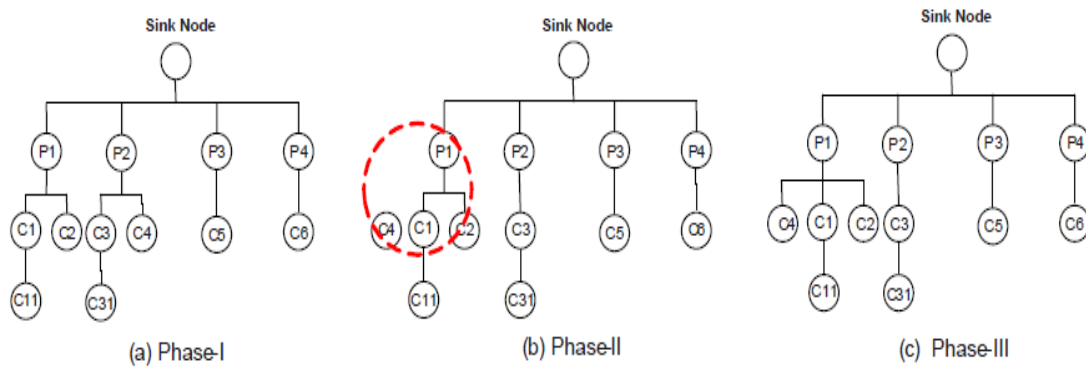 Sink Node
P1 P2 P3 P4
C1 C2 C3 C4 C5 C6
C11 C31
(a) Phase-I
Sink Node
P1 P2 P3 P4
C4 C1 C2 C3 C5 C6
C11 C31
(b) Phase-II
Sink Node
P1 P2 P3 P4
C4 C1 C2 C3 C5 C6
C11 C31
(c) Phase-III